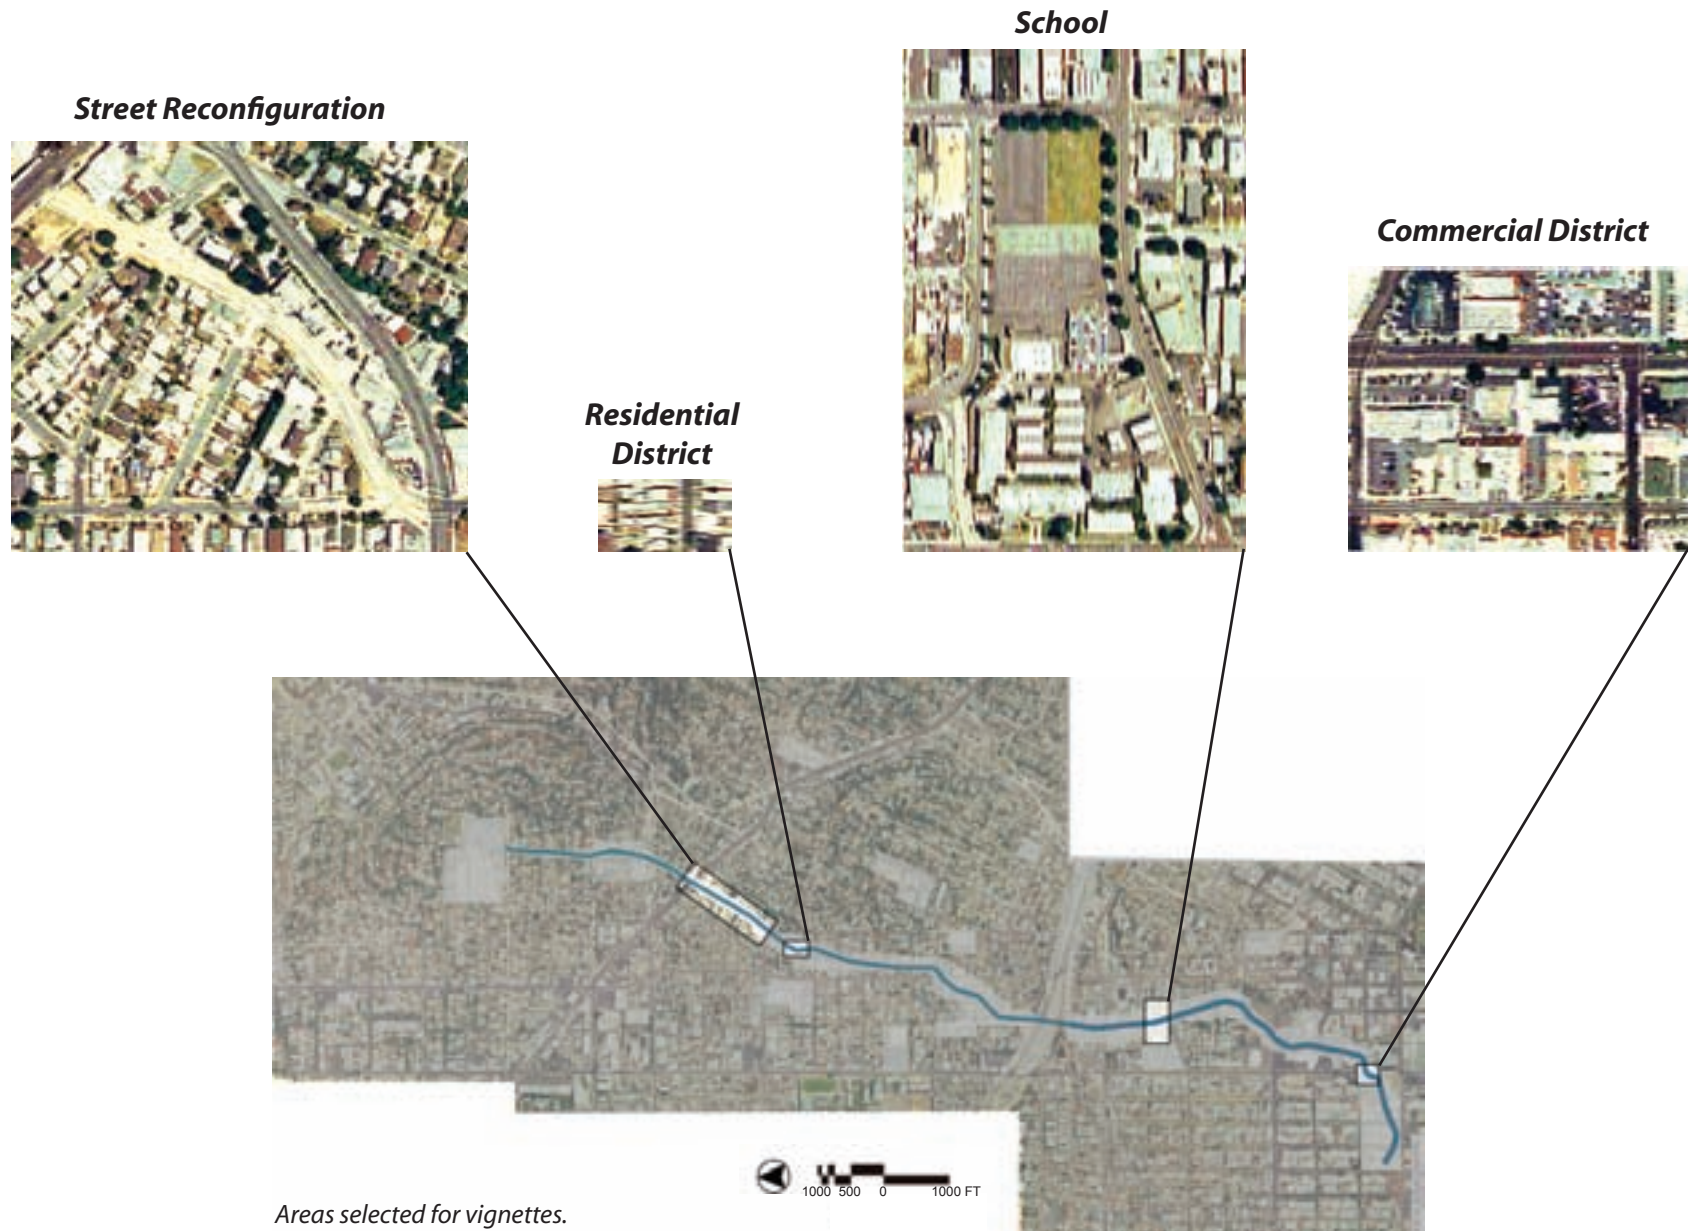 School
Street Reconfiguration
Commercial District
Residential
District
1000 500 0 1000 FT
Areas selected for vignettes.